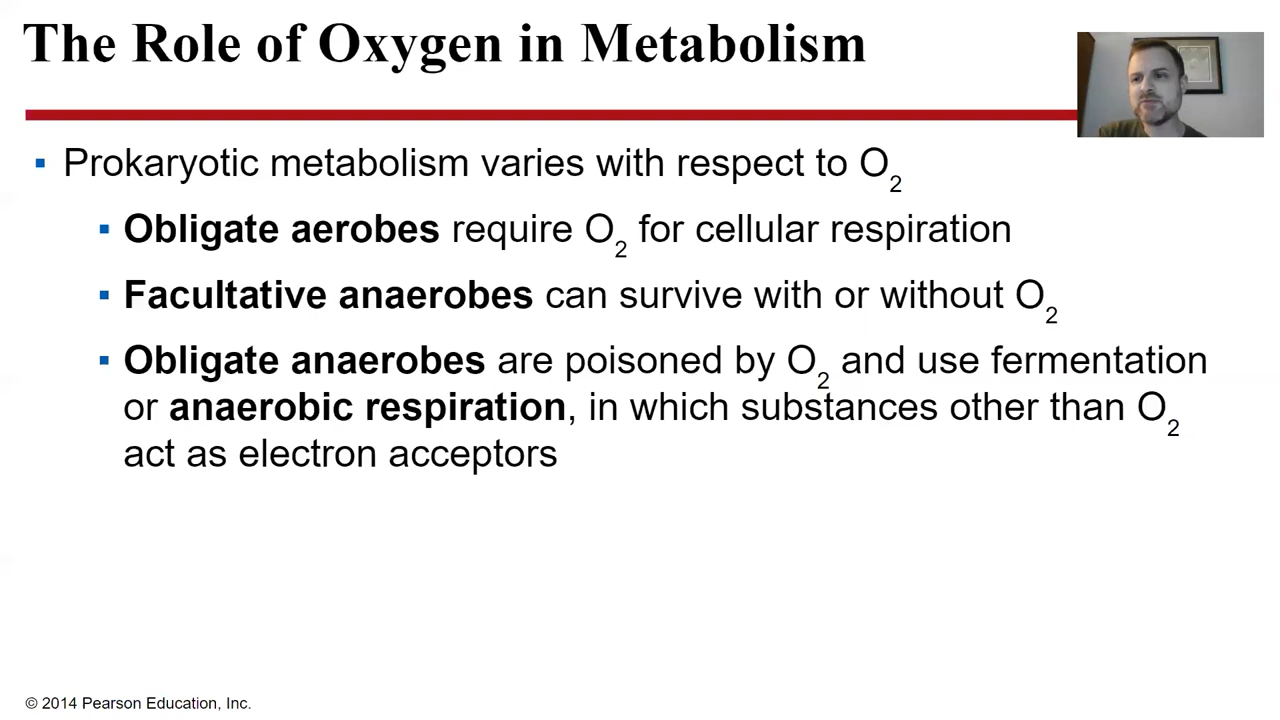 The Role of Oxygen in Metabolism
▪ Prokaryotic metabolism varies with respect to O₂
▪ Obligate aerobes require O₂ for cellular respiration
▪ Facultative anaerobes can survive with or without O₂
▪ Obligate anaerobes are poisoned by O₂ and use fermentation
or anaerobic respiration, in which substances other than O₂
act as electron acceptors
© 2014 Pearson Education, Inc.